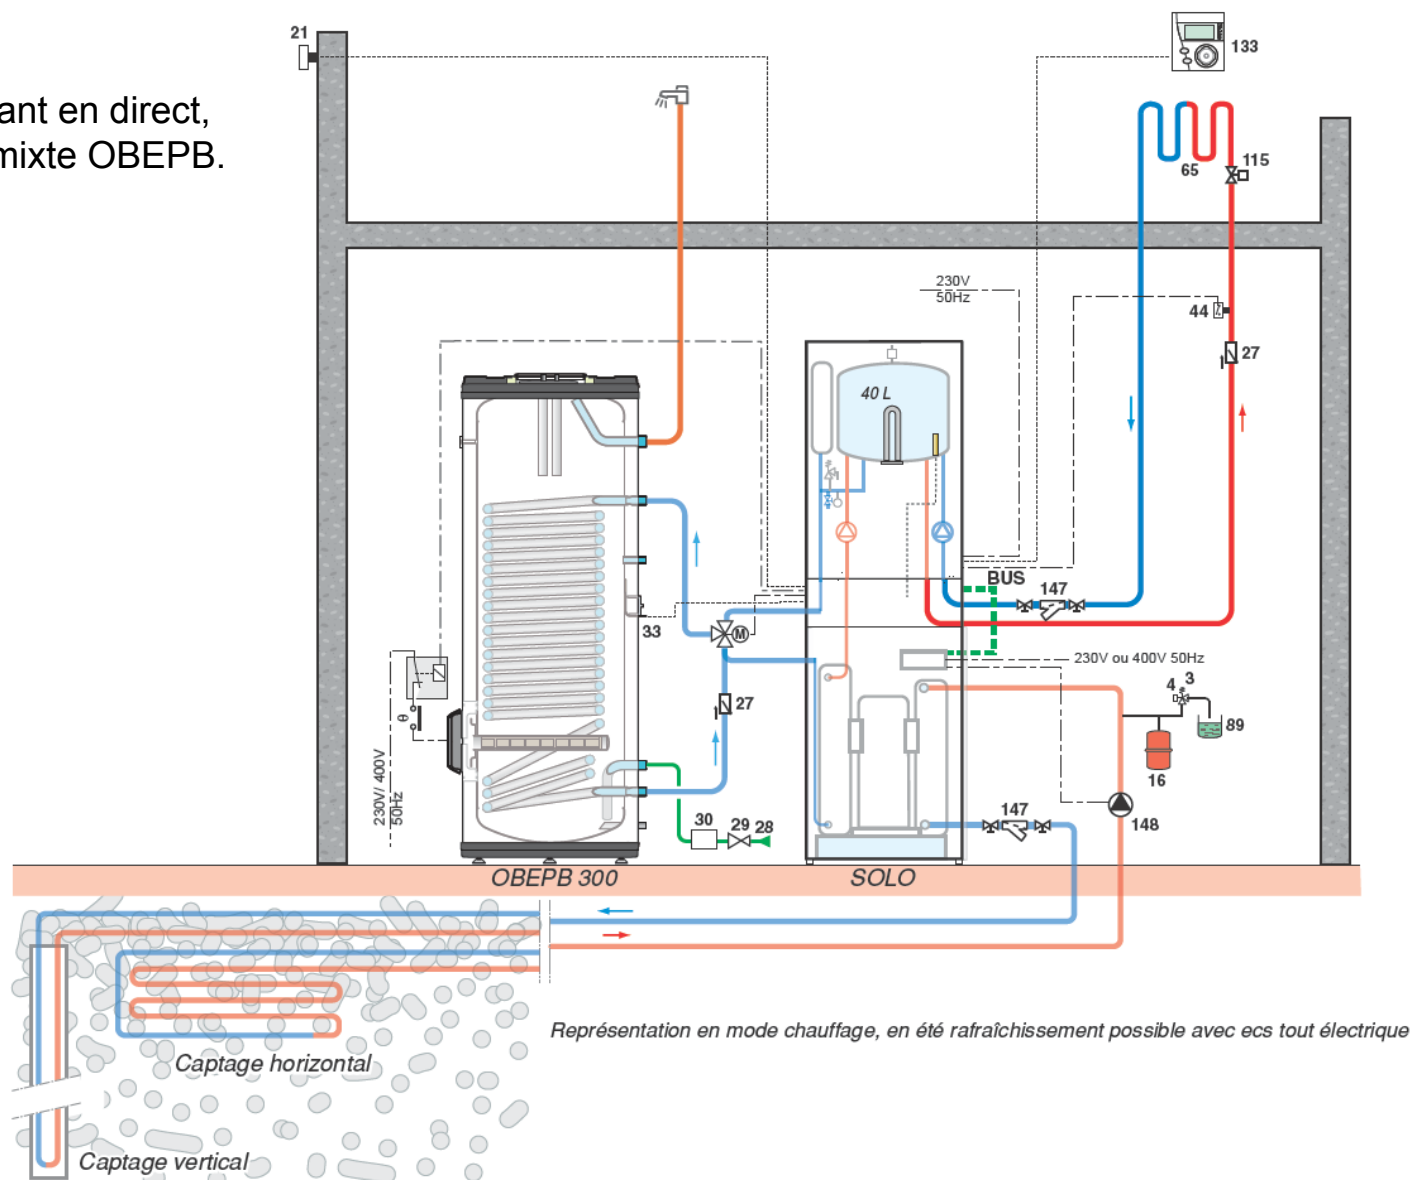 21
133
ant en direct,
mixte OBEPB.
65
115
230V
50Hz
44
27
40 L
BUS
147
33
M
230V ou 400V 50Hz
θ
27
4
3
89
16
230V/ 400V
50Hz
30
29
28
147
148
OBEPB 300
SOLO
Représentation en mode chauffage, en été rafraîchissement possible avec ecs tout électrique
Captage horizontal
Captage vertical